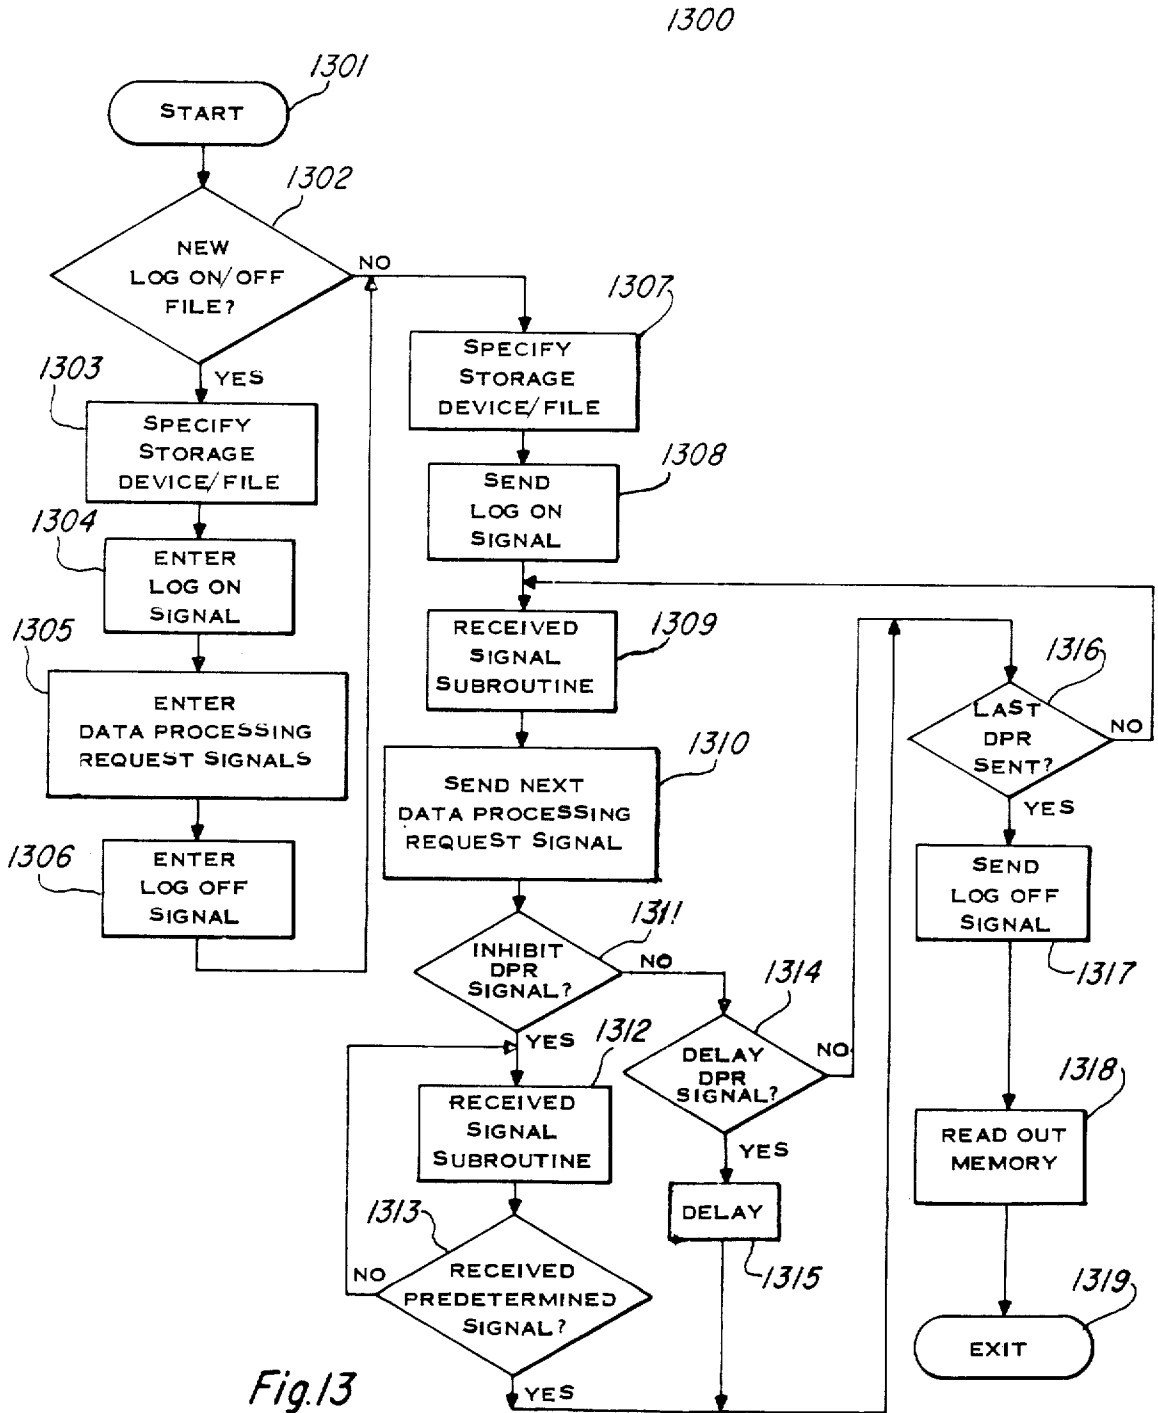 1300
1301
START
1302
NEW
LOG ON/OFF
FILE?
NO
YES
1303
SPECIFY
STORAGE
DEVICE/FILE
1304
ENTER
LOG ON
SIGNAL
1305
ENTER
DATA PROCESSING
REQUEST SIGNALS
1306
ENTER
LOG OFF
SIGNAL
1307
SPECIFY
STORAGE
DEVICE/FILE
1308
SEND
LOG ON
SIGNAL
1309
RECEIVED
SIGNAL
SUBROUTINE
1310
SEND NEXT
DATA PROCESSING
REQUEST SIGNAL
1311
INHIBIT
DPR
SIGNAL?
NO
YES
1312
RECEIVED
SIGNAL
SUBROUTINE
1313
RECEIVED
PREDETERMINED
SIGNAL?
NO
YES
1314
DELAY
DPR
SIGNAL?
NO
YES
DELAY
1315
1316
LAST
DPR
SENT?
NO
YES
SEND
LOG OFF
SIGNAL
1317
1318
READ OUT
MEMORY
1319
EXIT
Fig.13